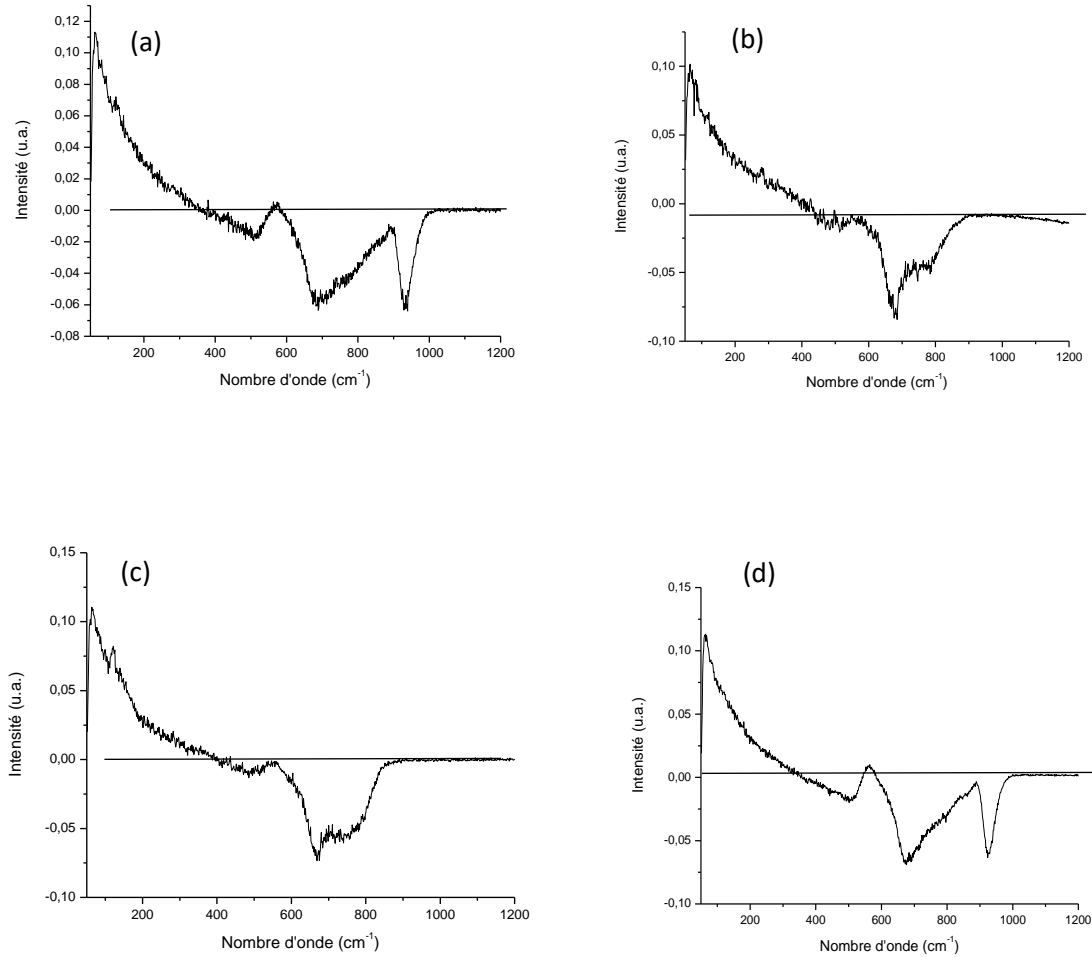 (a)
Intensité (u.a.)
0,12
0,10
0,08
0,06
0,04
0,02
0,00
-0,02
-0,04
-0,06
-0,08
200 400 600 800 1000 1200
Nombre d'onde (cm⁻¹)
(b)
Intensité (u.a.)
0,10
0,05
0,00
-0,05
-0,10
200 400 600 800 1000 1200
Nombre d'onde (cm⁻¹)
(c)
Intensité (u.a.)
0,15
0,10
0,05
0,00
-0,05
-0,10
200 400 600 800 1000 1200
Nombre d'onde (cm⁻¹)
(d)
Intensité (u.a.)
0,15
0,10
0,05
0,00
-0,05
-0,10
200 400 600 800 1000 1200
Nombre d'onde (cm⁻¹)